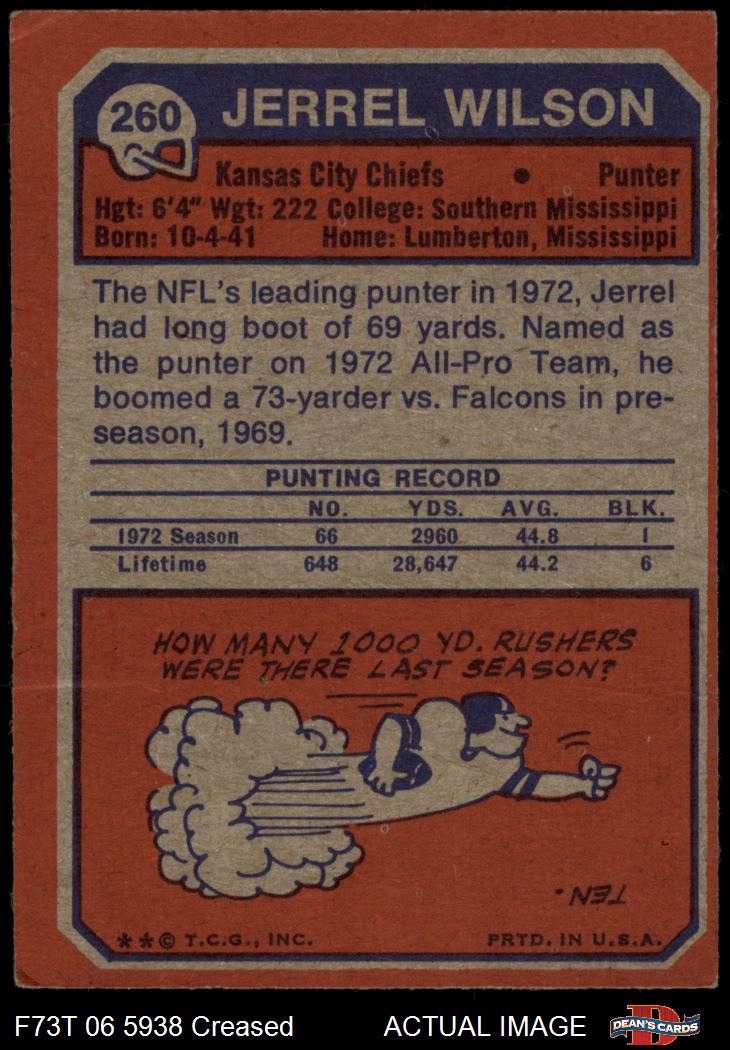 260
JERREL WILSON
Kansas City Chiefs • Punter
Hgt: 6'4" Wgt: 222 College: Southern Mississippi
Born: 10-4-41 Home: Lumberton, Mississippi
The NFL's leading punter in 1972, Jerrel
had long boot of 69 yards. Named as
the punter on 1972 All-Pro Team, he
boomed a 73-yarder vs. Falcons in pre-
season, 1969.
PUNTING RECORD
NO. YDS. AVG. BLK.
1972 Season 66 2960 44.8 1
Lifetime 648 28,647 44.2 6
HOW MANY 1000 YD. RUSHERS
WERE THERE LAST SEASON?
TEN.
**© T.C.G., INC. PRTD. IN U.S.A.
F73T 06 5938 Creased ACTUAL IMAGE
D
DEAN'S CARDS